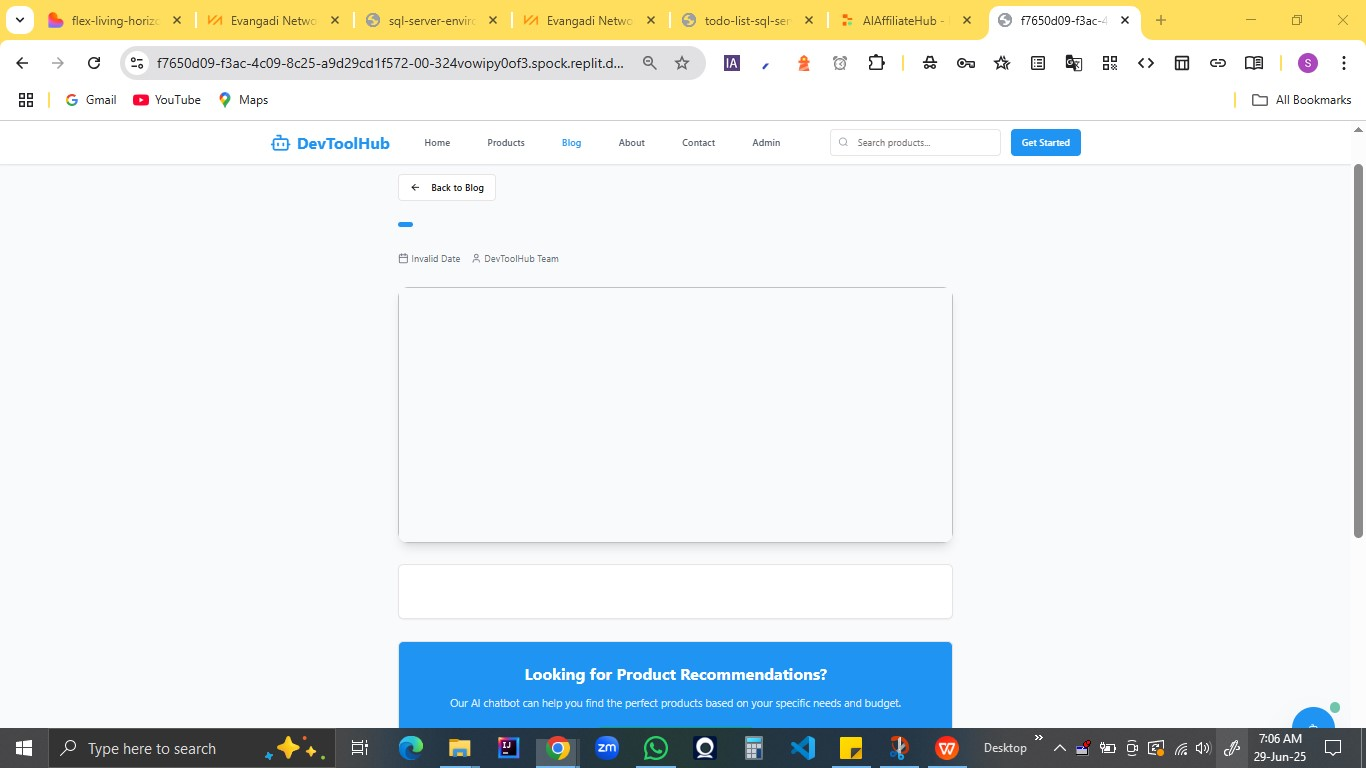 flex-living-horizo
Evangadi Netwo
sql-server-enviro
Evangadi Netwo
todo-list-sql-ser
AIAffiliateHub -
f7650d09-f3ac-4
f7650d09-f3ac-4c09-8c25-a9d29cd1f572-00-324vowipy0of3.spock.replit.d...
IA
S
Gmail
YouTube
Maps
All Bookmarks
DevToolHub
Home
Products
Blog
About
Contact
Admin
Search products...
Get Started
Back to Blog
Invalid Date
DevToolHub Team
Looking for Product Recommendations?
Our AI chatbot can help you find the perfect products based on your specific needs and budget.
Type here to search
zm
Desktop
7:06 AM
29-Jun-25